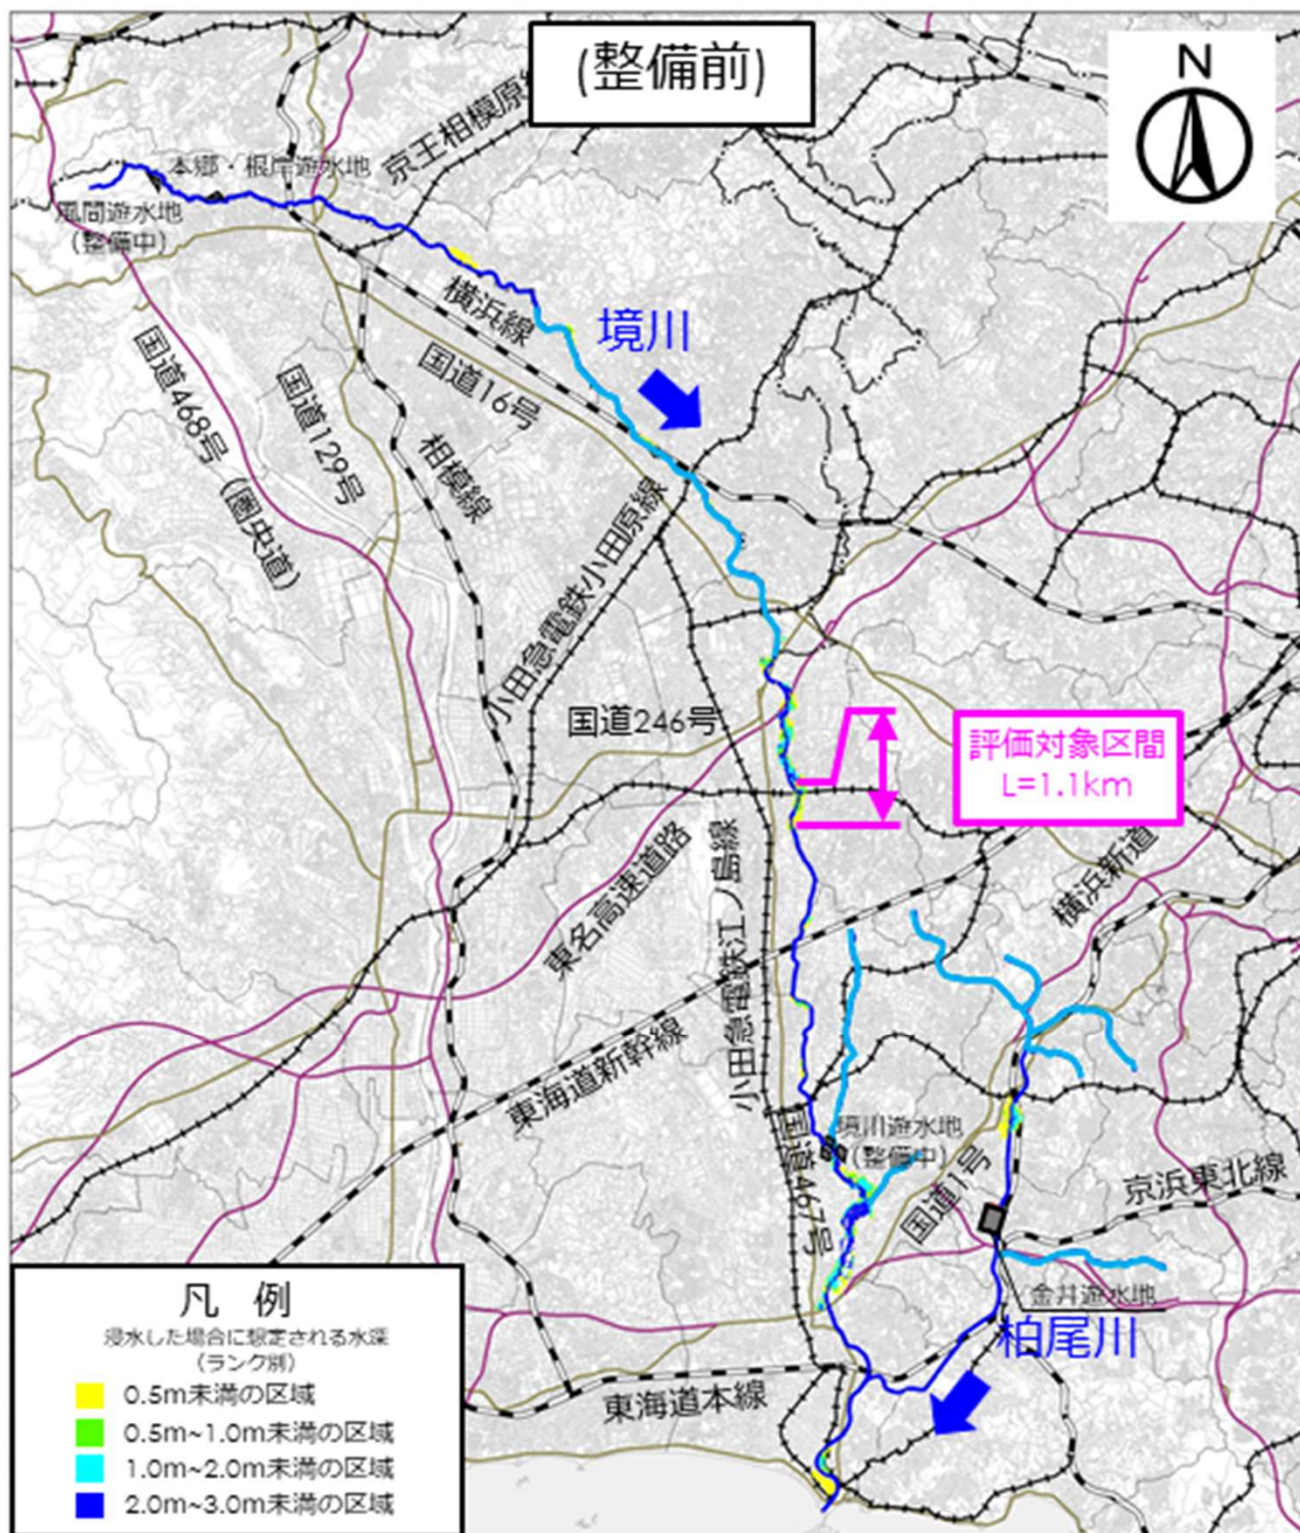 (整備前)
N
京王相模原線
本郷・根岸遊水地
風間遊水地
(整備中)
横浜線
境川
国道16号
国道468号(圏央道)
国道129号
相模線
小田急電鉄小田原線
国道246号
評価対象区間
L=1.1km
横浜新道
東名高速道路
小田急電鉄江ノ島線
東海道新幹線
境川遊水地
(整備中)
国道467号
国道1号
京浜東北線
金井遊水地
柏尾川
東海道本線
凡 例
浸水した場合に想定される水深
(ランク別)
0.5m未満の区域
0.5m~1.0m未満の区域
1.0m~2.0m未満の区域
2.0m~3.0m未満の区域